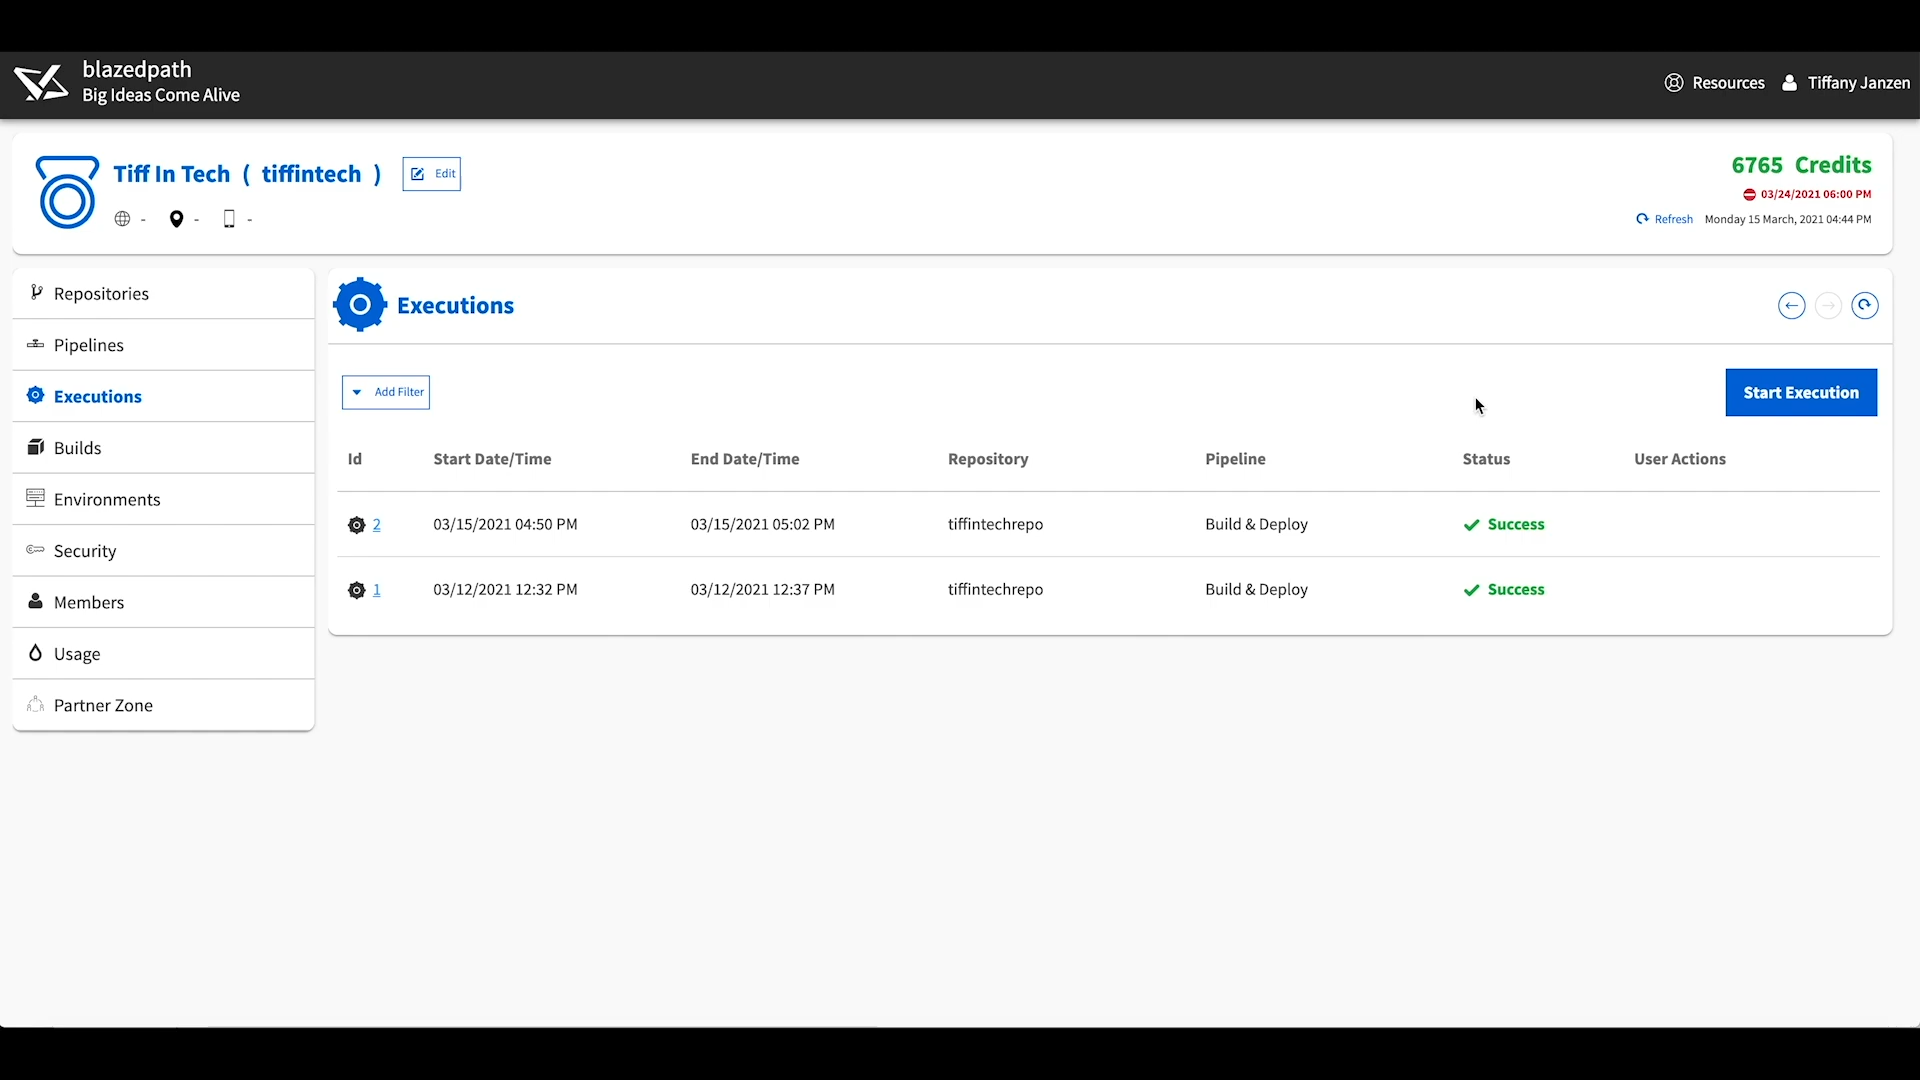 blazedpath
Big Ideas Come Alive
Resources
Tiffany Janzen
Tiff In Tech ( tiffintech )
Edit
- - -
6765 Credits
03/24/2021 06:00 PM
Refresh Monday 15 March, 2021 04:44 PM
Repositories
Pipelines
Executions
Builds
Environments
Security
Members
Usage
Partner Zone
Executions
Add Filter
Start Execution
Id Start Date/Time End Date/Time Repository Pipeline Status User Actions
2 03/15/2021 04:50 PM 03/15/2021 05:02 PM tiffintechrepo Build & Deploy Success
1 03/12/2021 12:32 PM 03/12/2021 12:37 PM tiffintechrepo Build & Deploy Success